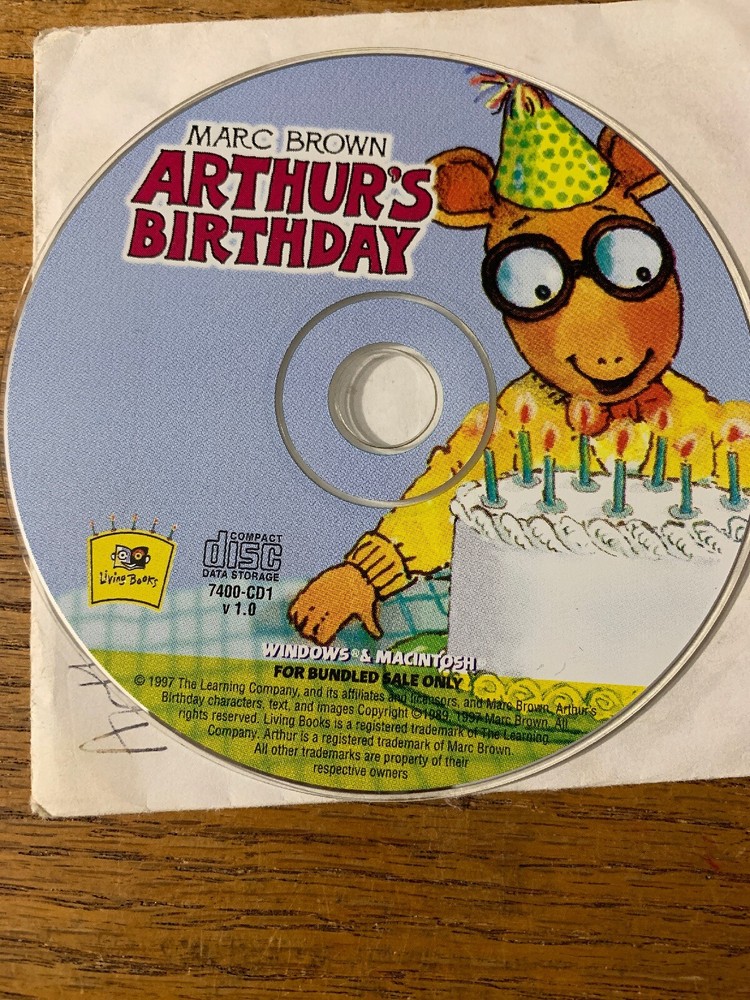 MARC BROWN
ARTHUR'S
BIRTHDAY
Living Books
COMPACT
disc
DATA STORAGE
7400-CD1
v 1.0
WINDOWS® & MACINTOSH®
FOR BUNDLED SALE ONLY
© 1997 The Learning Company, and its affiliates and licensors, and Marc Brown. Arthur's
Birthday characters, text, and images Copyright ©1989, 1997 Marc Brown. All
rights reserved. Living Books is a registered trademark of The Learning
Company. Arthur is a registered trademark of Marc Brown.
All other trademarks are property of their
respective owners